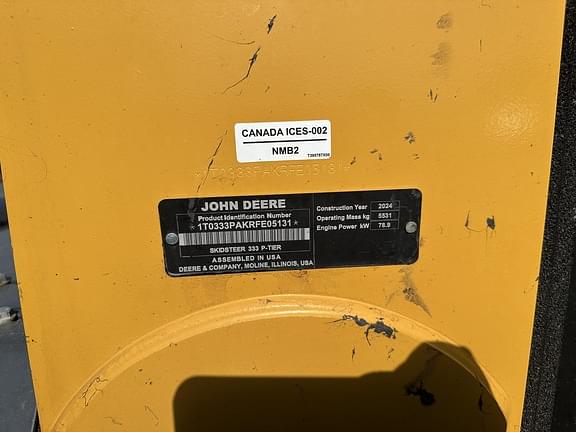 CANADA ICES-002
NMB2
*1T0333PAKRFE05131*
JOHN DEERE
Product Identification Number
*1T0333PAKRFE05131*
SKIDSTEER 333 P-TIER
ASSEMBLED IN USA
DEERE & COMPANY, MOLINE, ILLINOIS, USA
Construction Year 2024
Operating Mass kg 5531
Engine Power kW 78.9